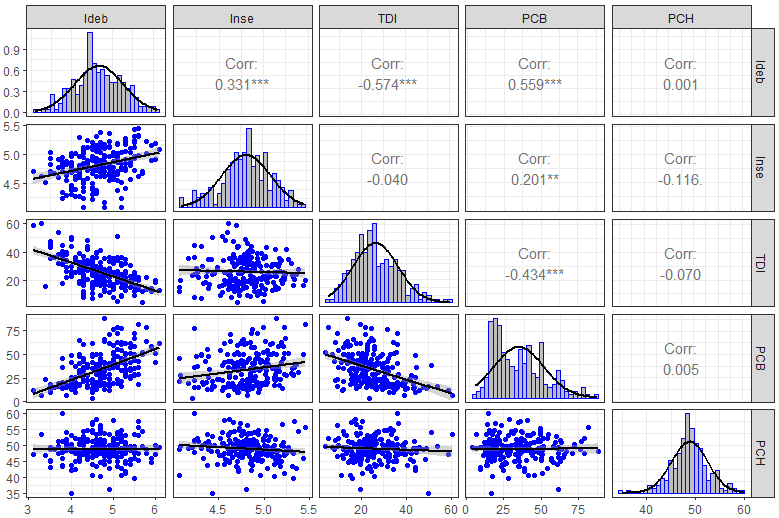 Ideb Inse TDI PCB PCH
0.9
0.6
0.3
0.0
Corr:
0.331***
Corr:
-0.574***
Corr:
0.559***
Corr:
0.001
Ideb
5.5
5.0
4.5
Corr:
-0.040
Corr:
0.201**
Corr:
-0.116.
Inse
60
40
20
Corr:
-0.434***
Corr:
-0.070
TDI
75
50
25
0
Corr:
0.005
PCB
60
55
50
45
40
35
PCH
3 4 5 6 4.5 5.0 5.5 20 40 60 0 25 50 75 40 50 60